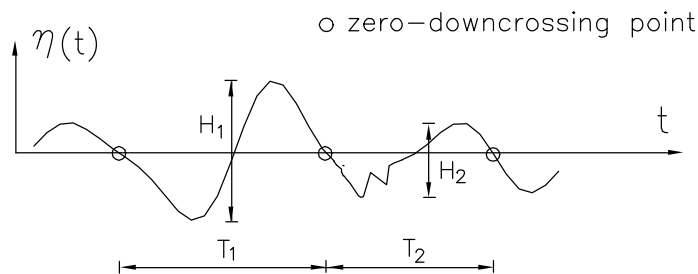 zero-downcrossing point
η(t)
t
H₁
H₂
T₁
T₂